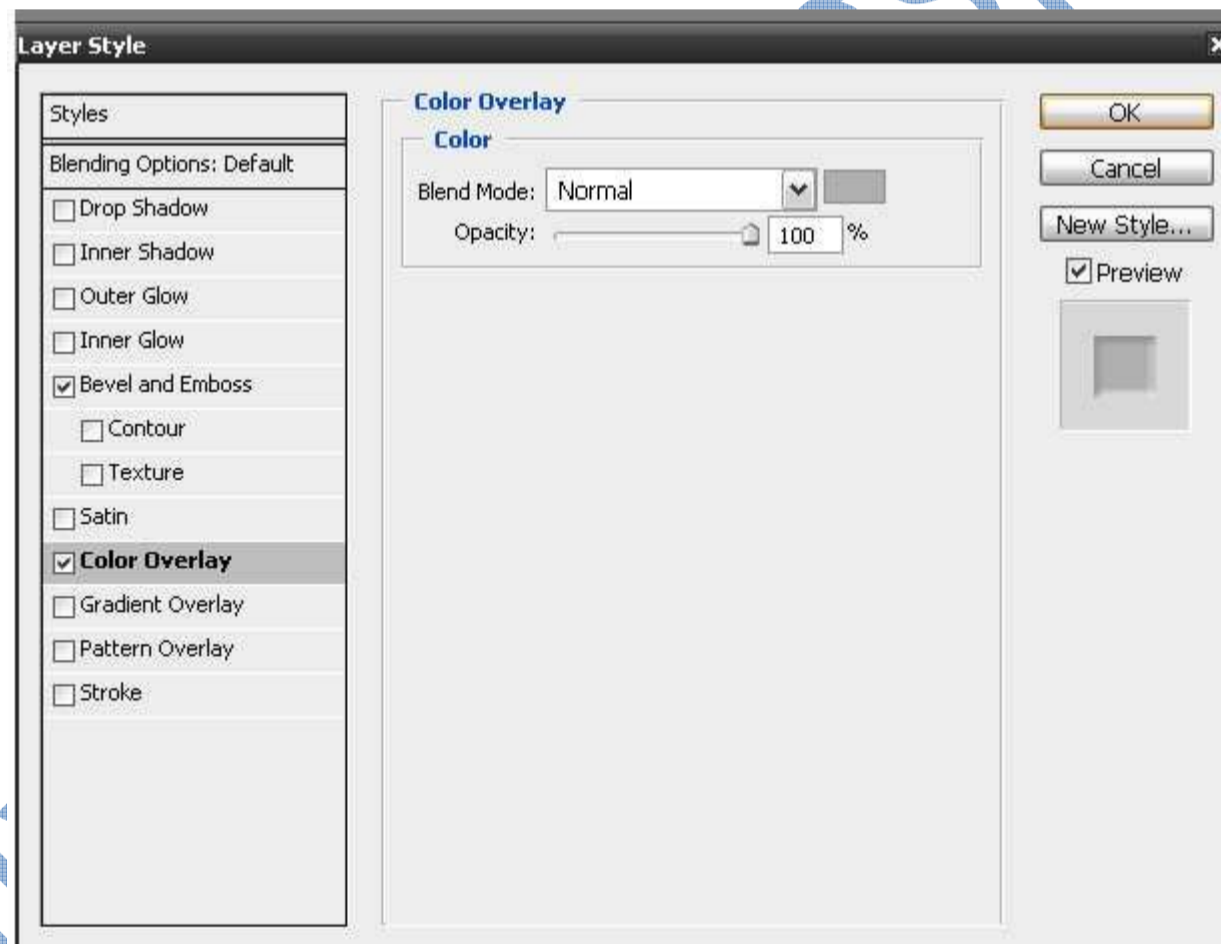 Layer Style
Styles
Blending Options: Default
Drop Shadow
Inner Shadow
Outer Glow
Inner Glow
Bevel and Emboss
Contour
Texture
Satin
Color Overlay
Gradient Overlay
Pattern Overlay
Stroke
Color Overlay
Color
Blend Mode: Normal
Opacity: 100 %
OK
Cancel
New Style...
Preview